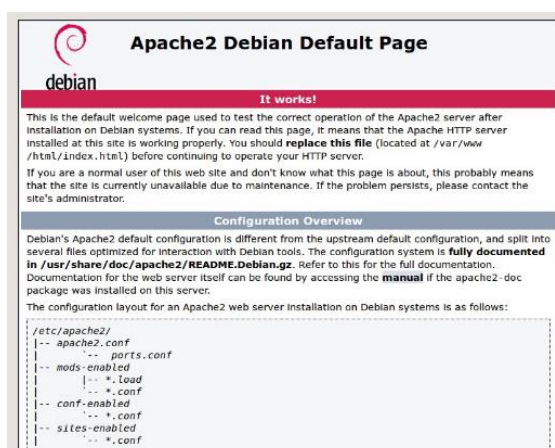 Apache2 Debian Default Page
debian
It works!
This is the default welcome page used to test the correct operation of the Apache2 server after
installation on Debian systems. If you can read this page, it means that the Apache HTTP server
installed at this site is working properly. You should replace this file (located at /var/www
/html/index.html) before continuing to operate your HTTP server.
If you are a normal user of this web site and don't know what this page is about, this probably means
that the site is currently unavailable due to maintenance. If the problem persists, please contact the
site's administrator.
Configuration Overview
Debian's Apache2 default configuration is different from the upstream default configuration, and split into
several files optimized for interaction with Debian tools. The configuration system is fully documented
in /usr/share/doc/apache2/README.Debian.gz. Refer to this for the full documentation.
Documentation for the web server itself can be found by accessing the manual if the apache2-doc
package was installed on this server.
The configuration layout for an Apache2 web server installation on Debian systems is as follows:
/etc/apache2/
|-- apache2.conf
|       `--  ports.conf
|-- mods-enabled
|       |-- *.load
|       `-- *.conf
|-- conf-enabled
|       `-- *.conf
|-- sites-enabled
|       `-- *.conf